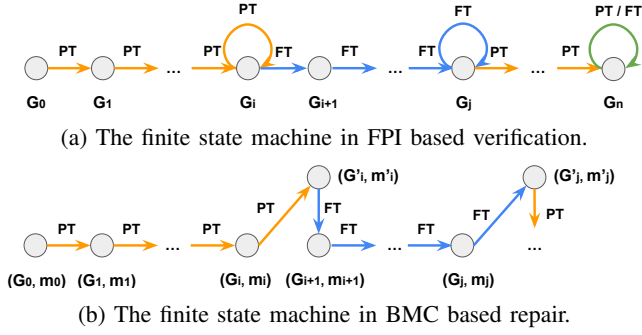 PT FT PT / FT
PT PT ... PT FT FT ... FT PT ... PT
G0 G1 Gi Gi+1 Gj Gn
(a) The finite state machine in FPI based verification.
(G'i, m'i) (G'j, m'j)
PT PT ... PT PT FT FT ... FT FT PT ...
(G0, m0) (G1, m1) (Gi, mi) (Gi+1, mi+1) (Gj, mj)
(b) The finite state machine in BMC based repair.